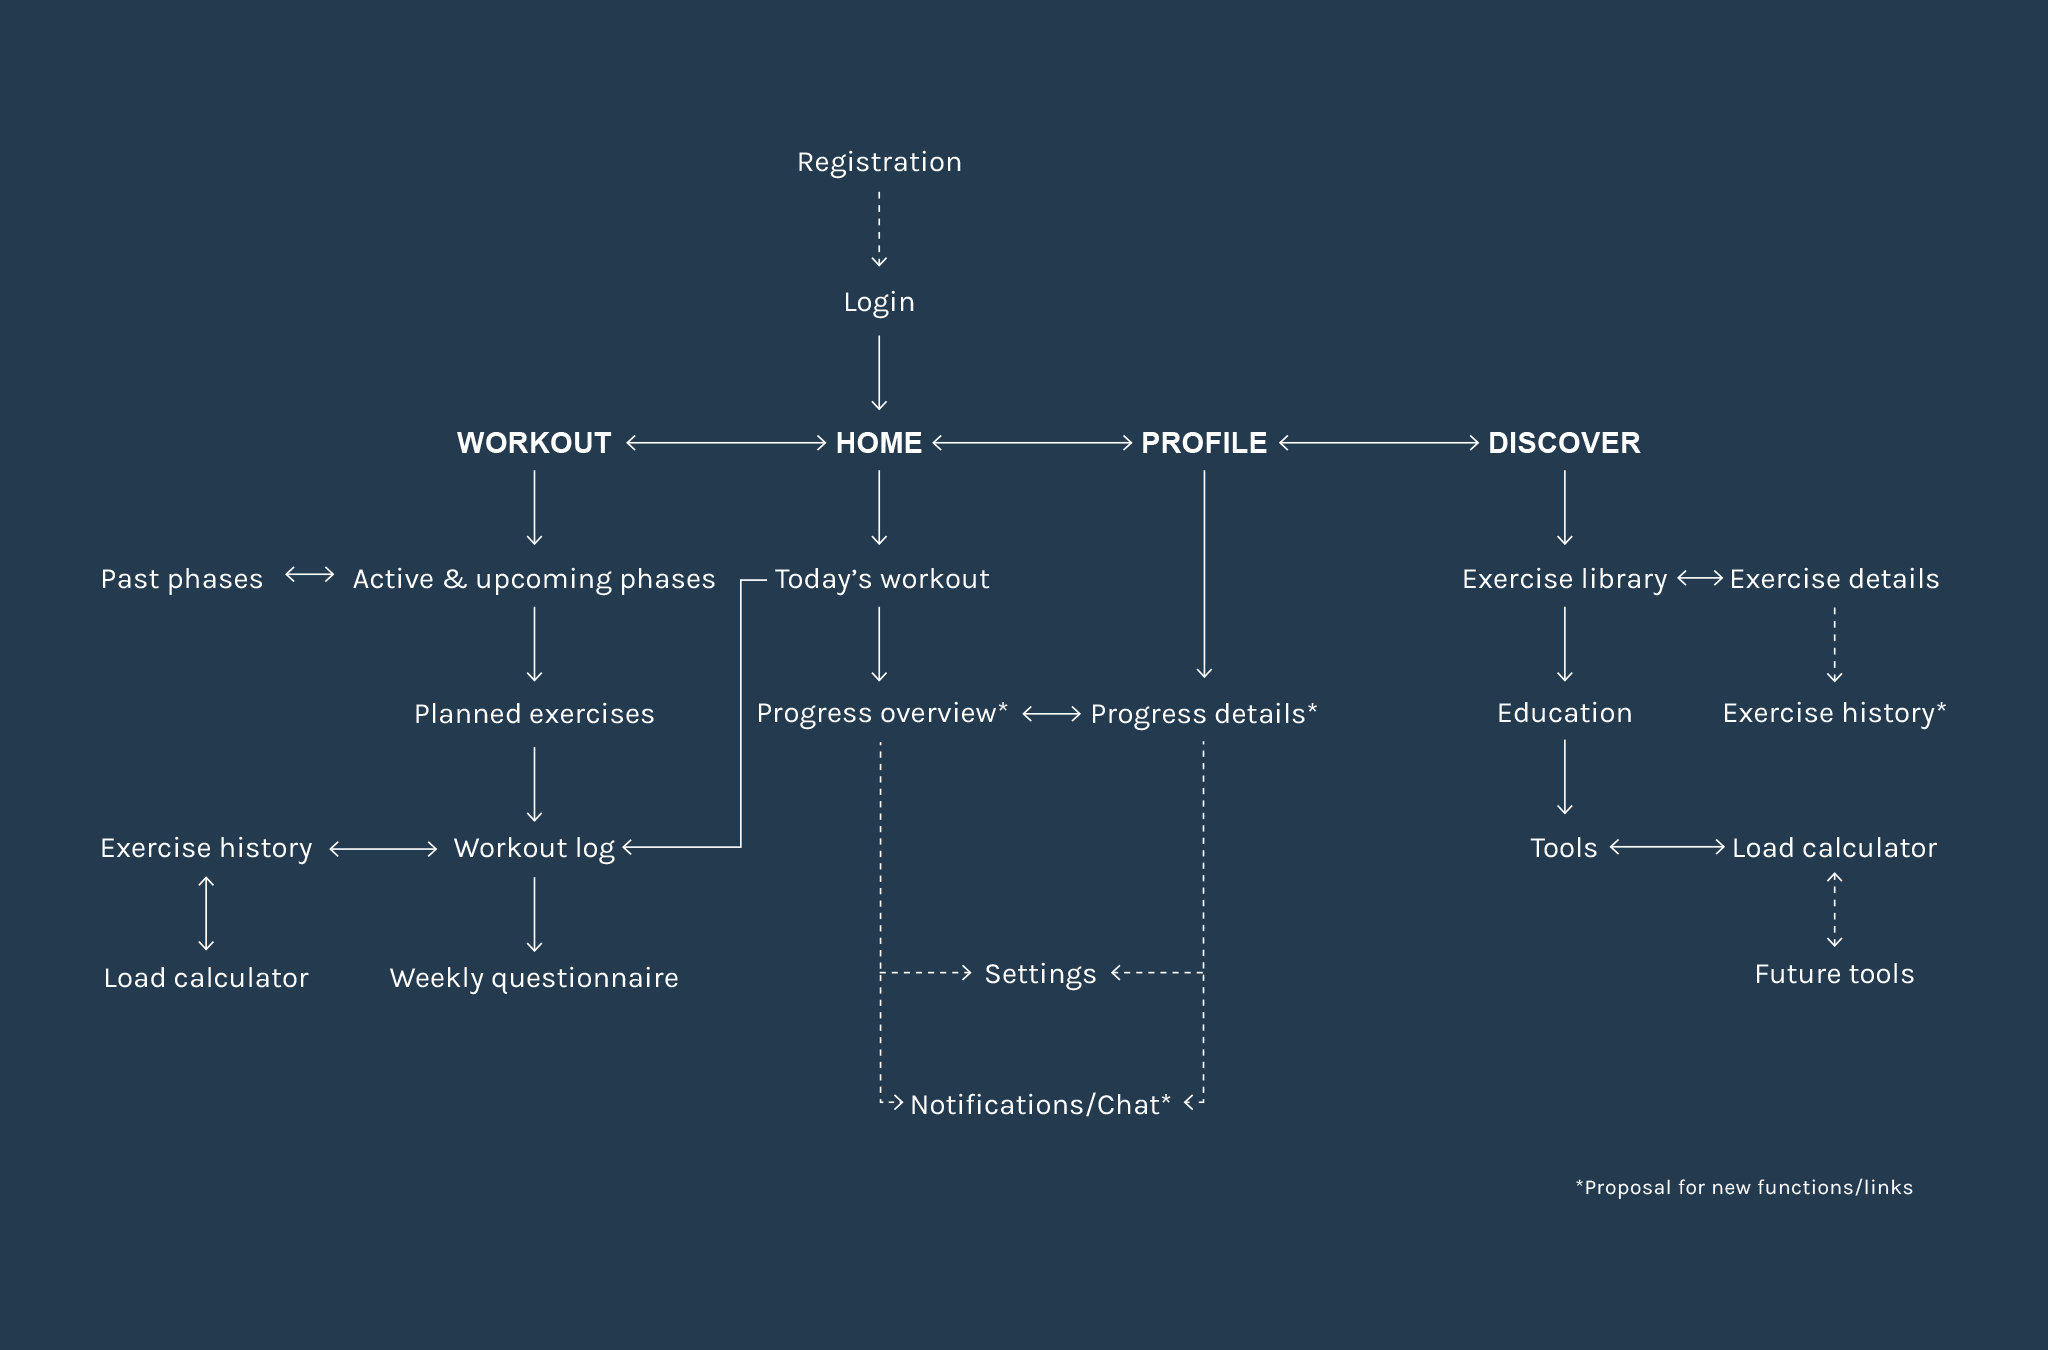 Registration
Login
WORKOUT
HOME
PROFILE
DISCOVER
Past phases
Active & upcoming phases
Today’s workout
Exercise library
Exercise details
Planned exercises
Progress overview*
Progress details*
Education
Exercise history*
Exercise history
Workout log
Tools
Load calculator
Load calculator
Weekly questionnaire
Settings
Future tools
Notifications/Chat*
*Proposal for new functions/links